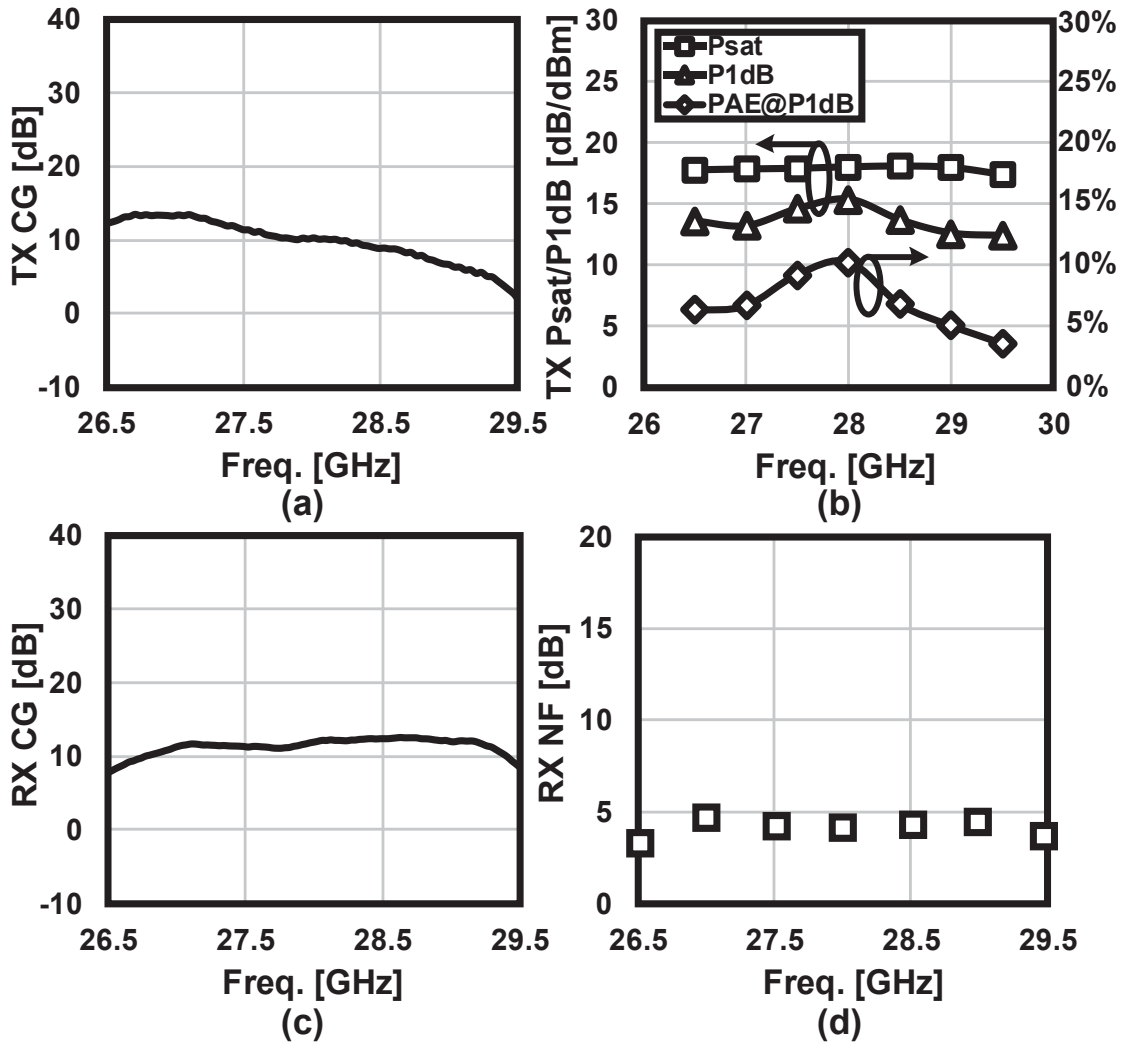 TX CG [dB]
40
30
20
10
0
-10
26.5 27.5 28.5 29.5
Freq. [GHz]
(a)
TX Psat/P1dB [dB/dBm]
30
25
20
15
10
5
0
Psat
P1dB
PAE@P1dB
30%
25%
20%
15%
10%
5%
0%
26 27 28 29 30
Freq. [GHz]
(b)
RX CG [dB]
40
30
20
10
0
-10
26.5 27.5 28.5 29.5
Freq. [GHz]
(c)
RX NF [dB]
20
15
10
5
0
26.5 27.5 28.5 29.5
Freq. [GHz]
(d)